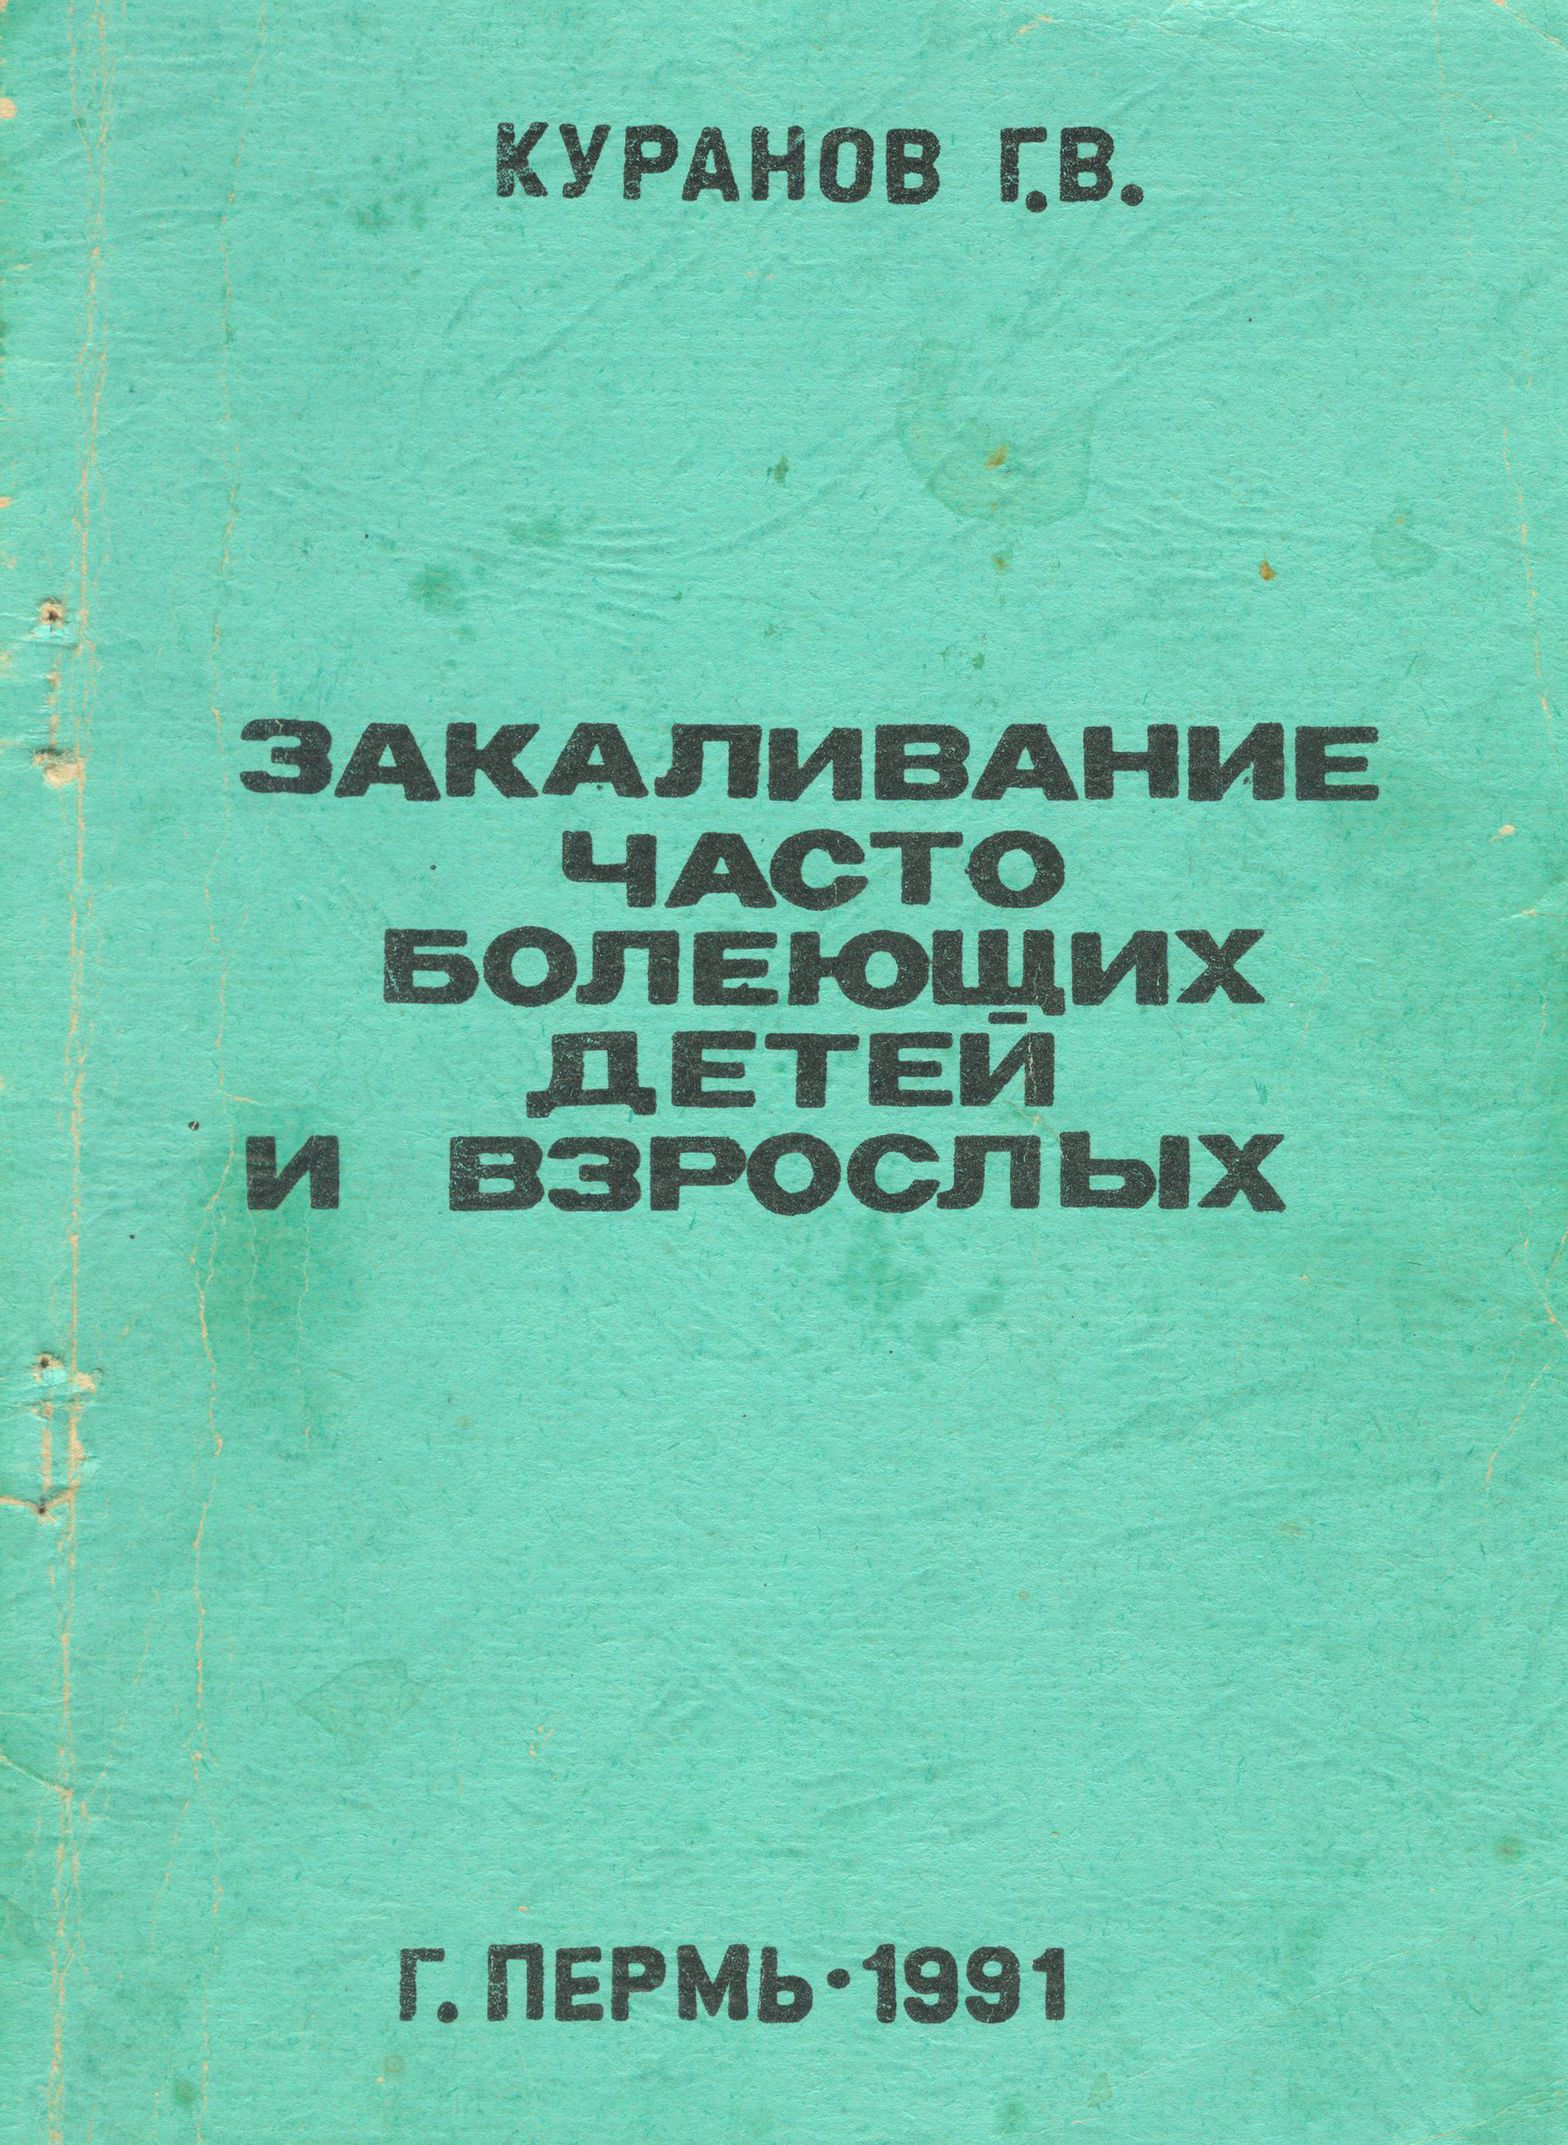 КУРАНОВ Г.В.
ЗАКАЛИВАНИЕ
ЧАСТО
БОЛЕЮЩИХ
ДЕТЕЙ
И ВЗРОСЛЫХ
Г. ПЕРМЬ · 1991